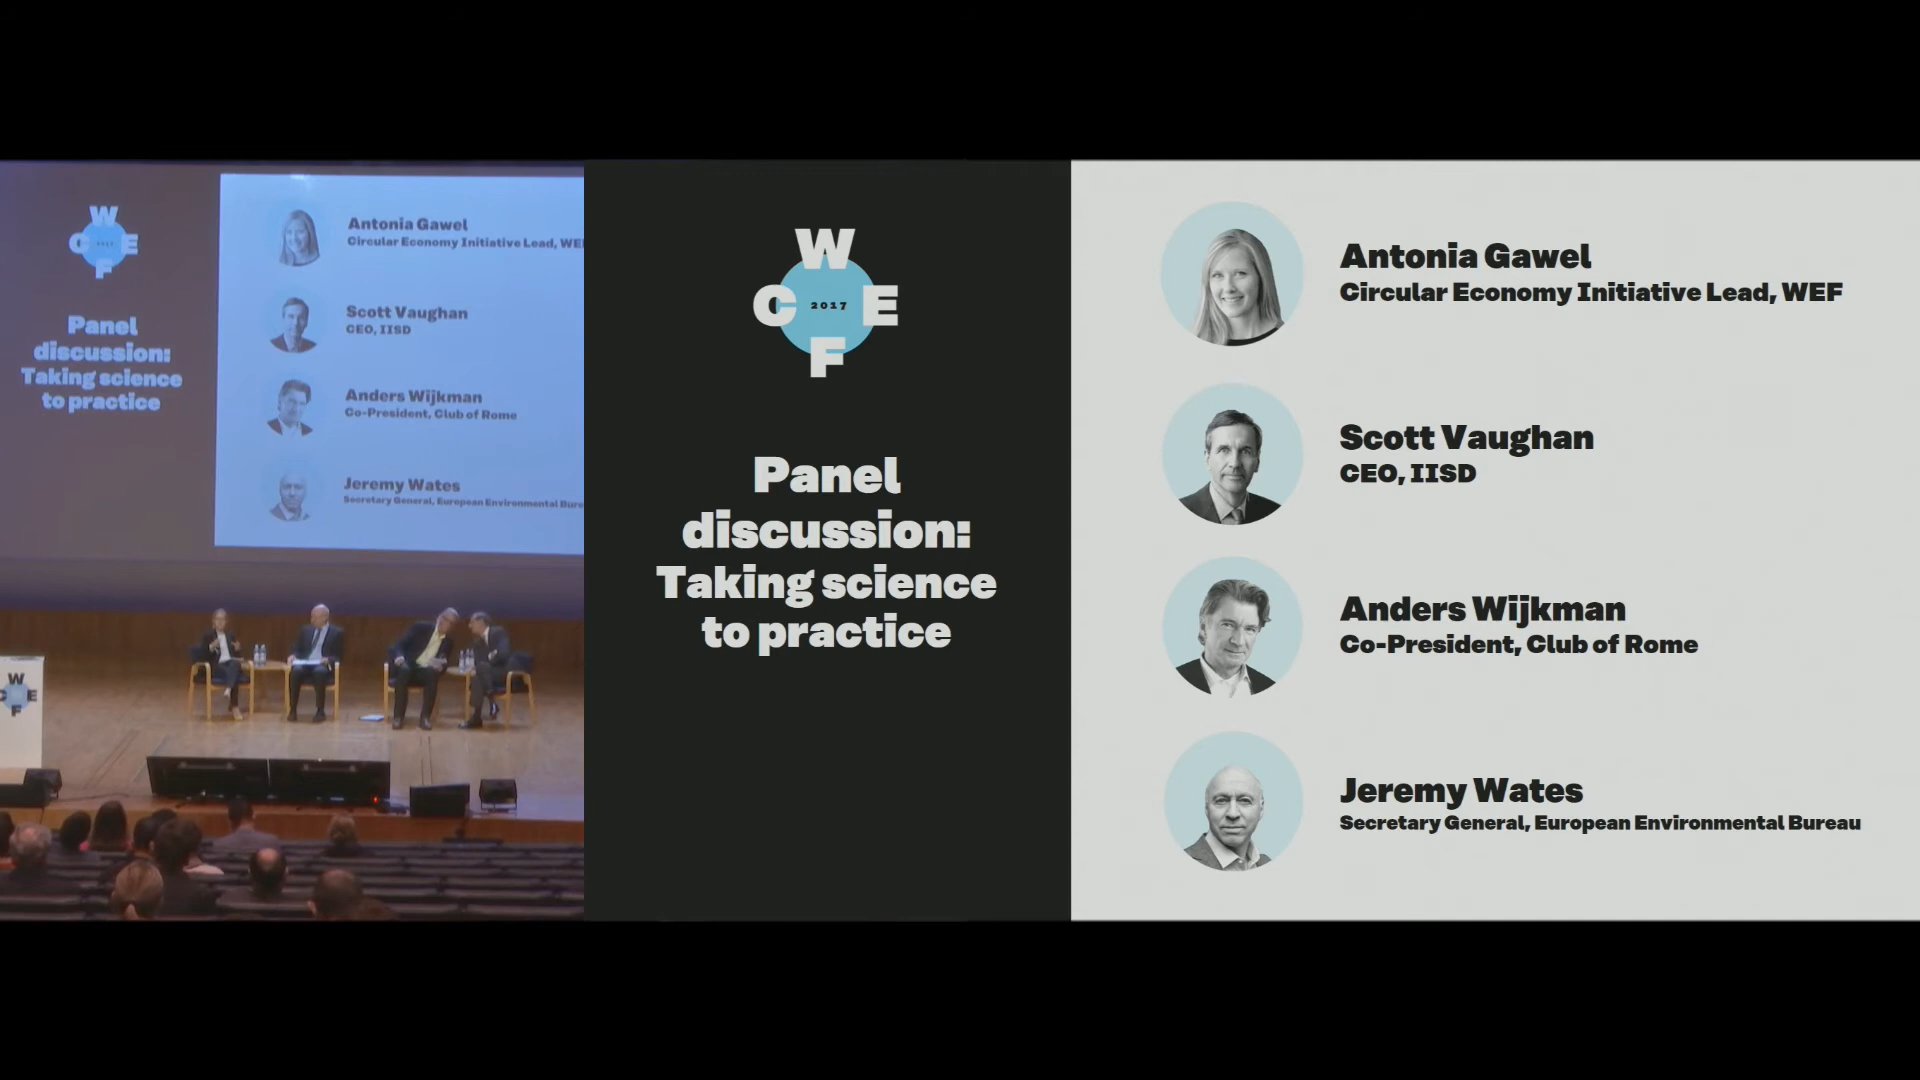 W
C 2017 E
F
Panel
discussion:
Taking science
to practice
Antonia Gawel
Circular Economy Initiative Lead, WE
Scott Vaughan
CEO, IISD
Anders Wijkman
Co-President, Club of Rome
Jeremy Wates
Secretary General, European Environmental Bure
W
C E
F
W
C 2017 E
F
Panel
discussion:
Taking science
to practice
Antonia Gawel
Circular Economy Initiative Lead, WEF
Scott Vaughan
CEO, IISD
Anders Wijkman
Co-President, Club of Rome
Jeremy Wates
Secretary General, European Environmental Bureau